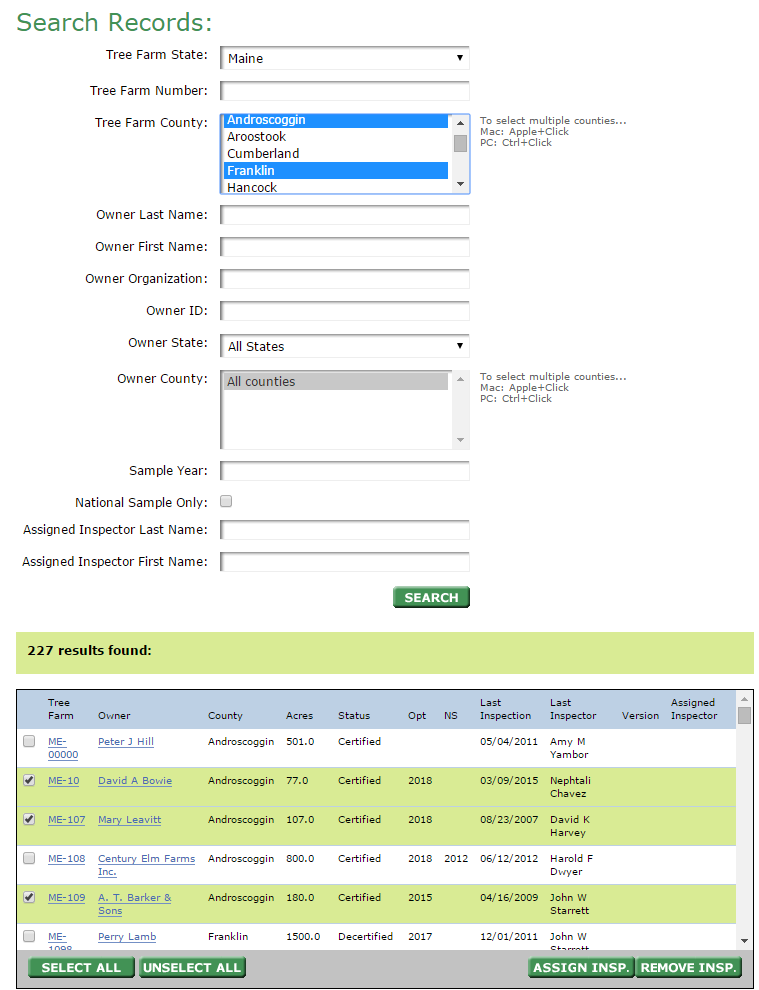 Search Records:
Tree Farm State: Maine
Tree Farm Number:
Tree Farm County: Androscoggin
Aroostook
Cumberland
Franklin
Hancock
To select multiple counties...
Mac: Apple+Click
PC: Ctrl+Click
Owner Last Name:
Owner First Name:
Owner Organization:
Owner ID:
Owner State: All States
Owner County: All counties
To select multiple counties...
Mac: Apple+Click
PC: Ctrl+Click
Sample Year:
National Sample Only:
Assigned Inspector Last Name:
Assigned Inspector First Name:
SEARCH
227 results found:
Tree Last Last Assigned
Farm Owner County Acres Status Opt NS Inspection Inspector Version Inspector
ME- Peter J Hill Androscoggin 501.0 Certified 05/04/2011 Amy M
00000 Yambor
ME-10 David A Bowie Androscoggin 77.0 Certified 2018 03/09/2015 Nephtali
Chavez
ME-107 Mary Leavitt Androscoggin 107.0 Certified 2018 08/23/2007 David K
Harvey
ME-108 Century Elm Farms Androscoggin 800.0 Certified 2018 2012 06/12/2012 Harold F
Inc. Dwyer
ME-109 A. T. Barker & Androscoggin 180.0 Certified 2015 04/16/2009 John W
Sons Starrett
ME- Perry Lamb Franklin 1500.0 Decertified 2017 12/01/2011 John W
1098 Starrett
SELECT ALL UNSELECT ALL ASSIGN INSP. REMOVE INSP.